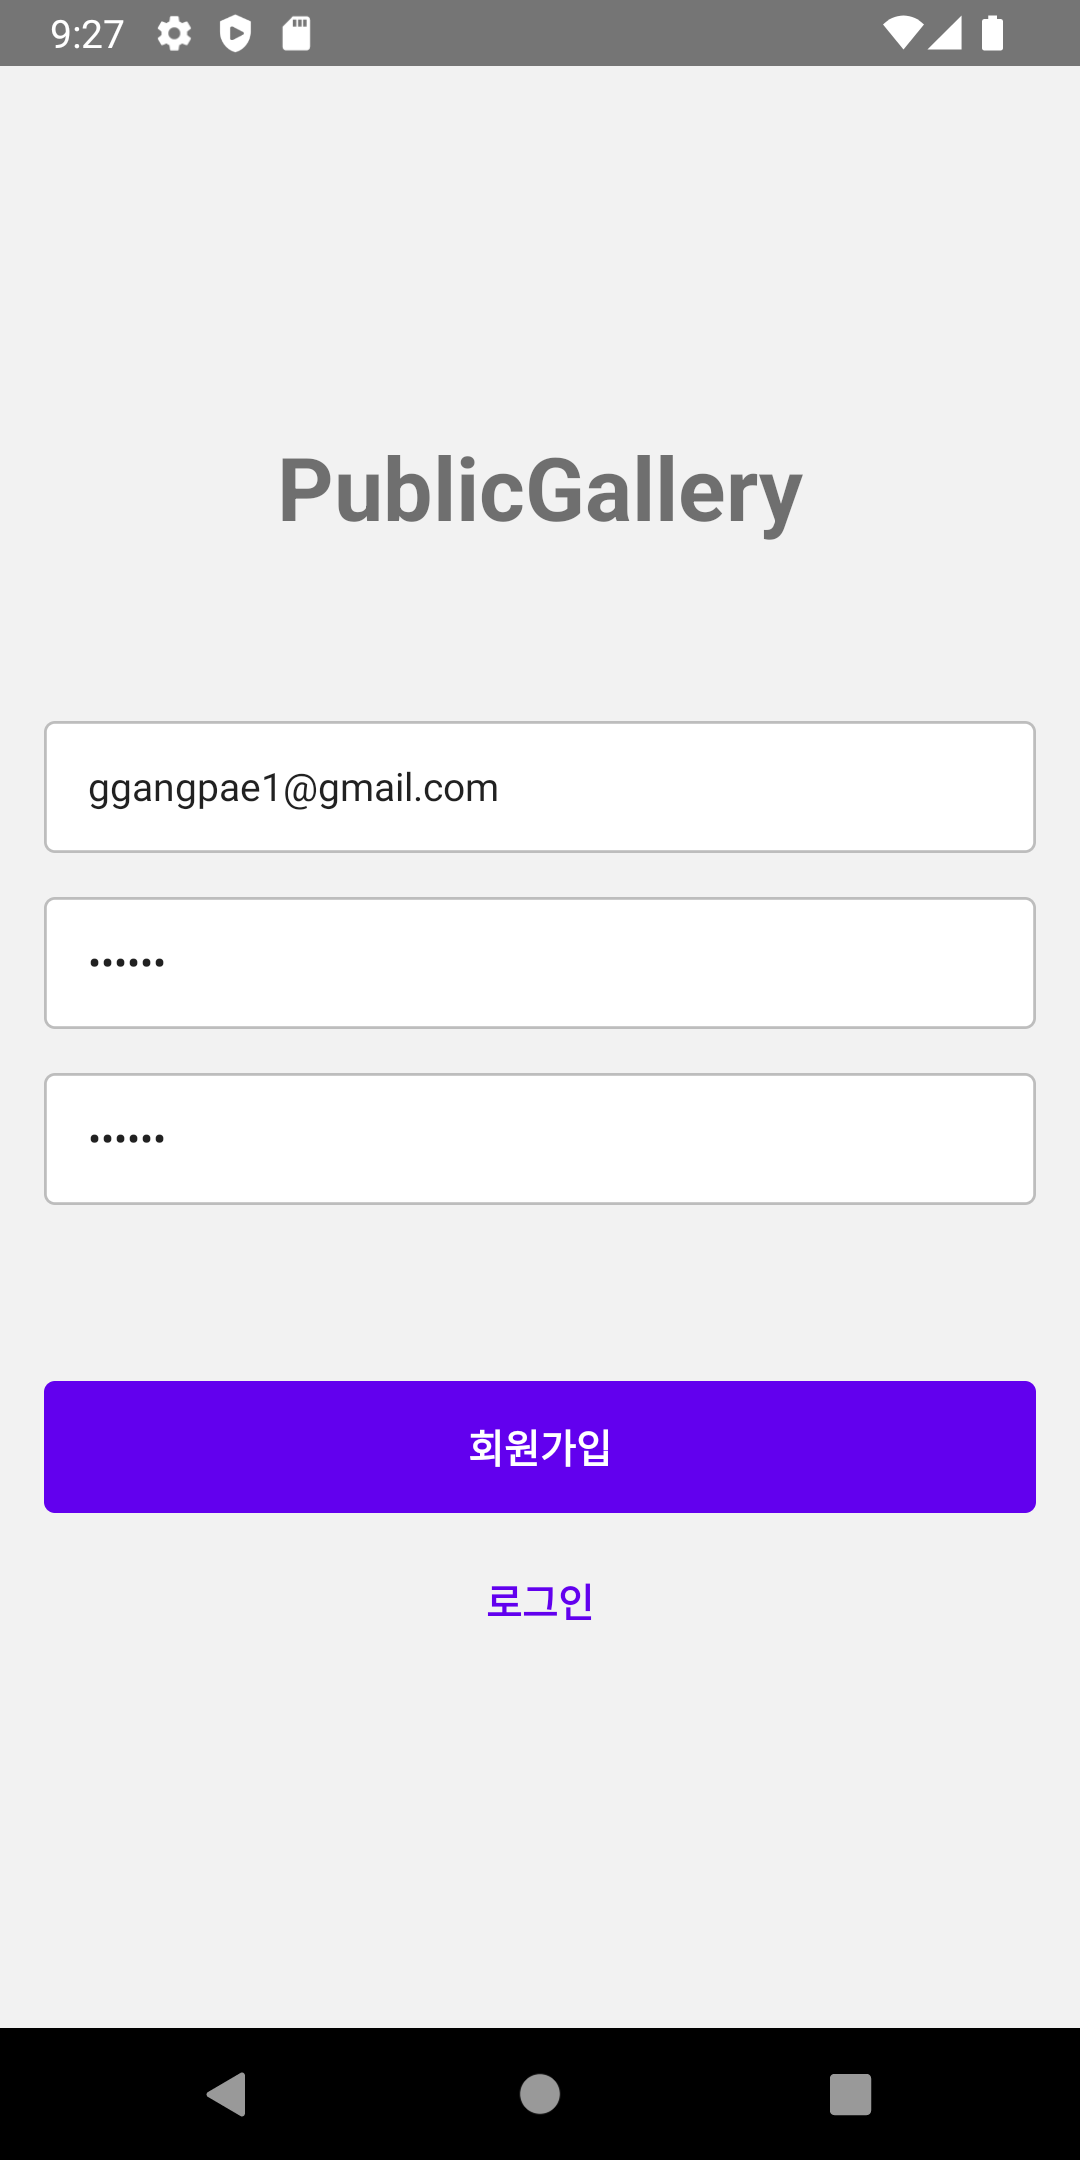 9:27
PublicGallery
ggangpae1@gmail.com
••••••
••••••
회원가입
로그인